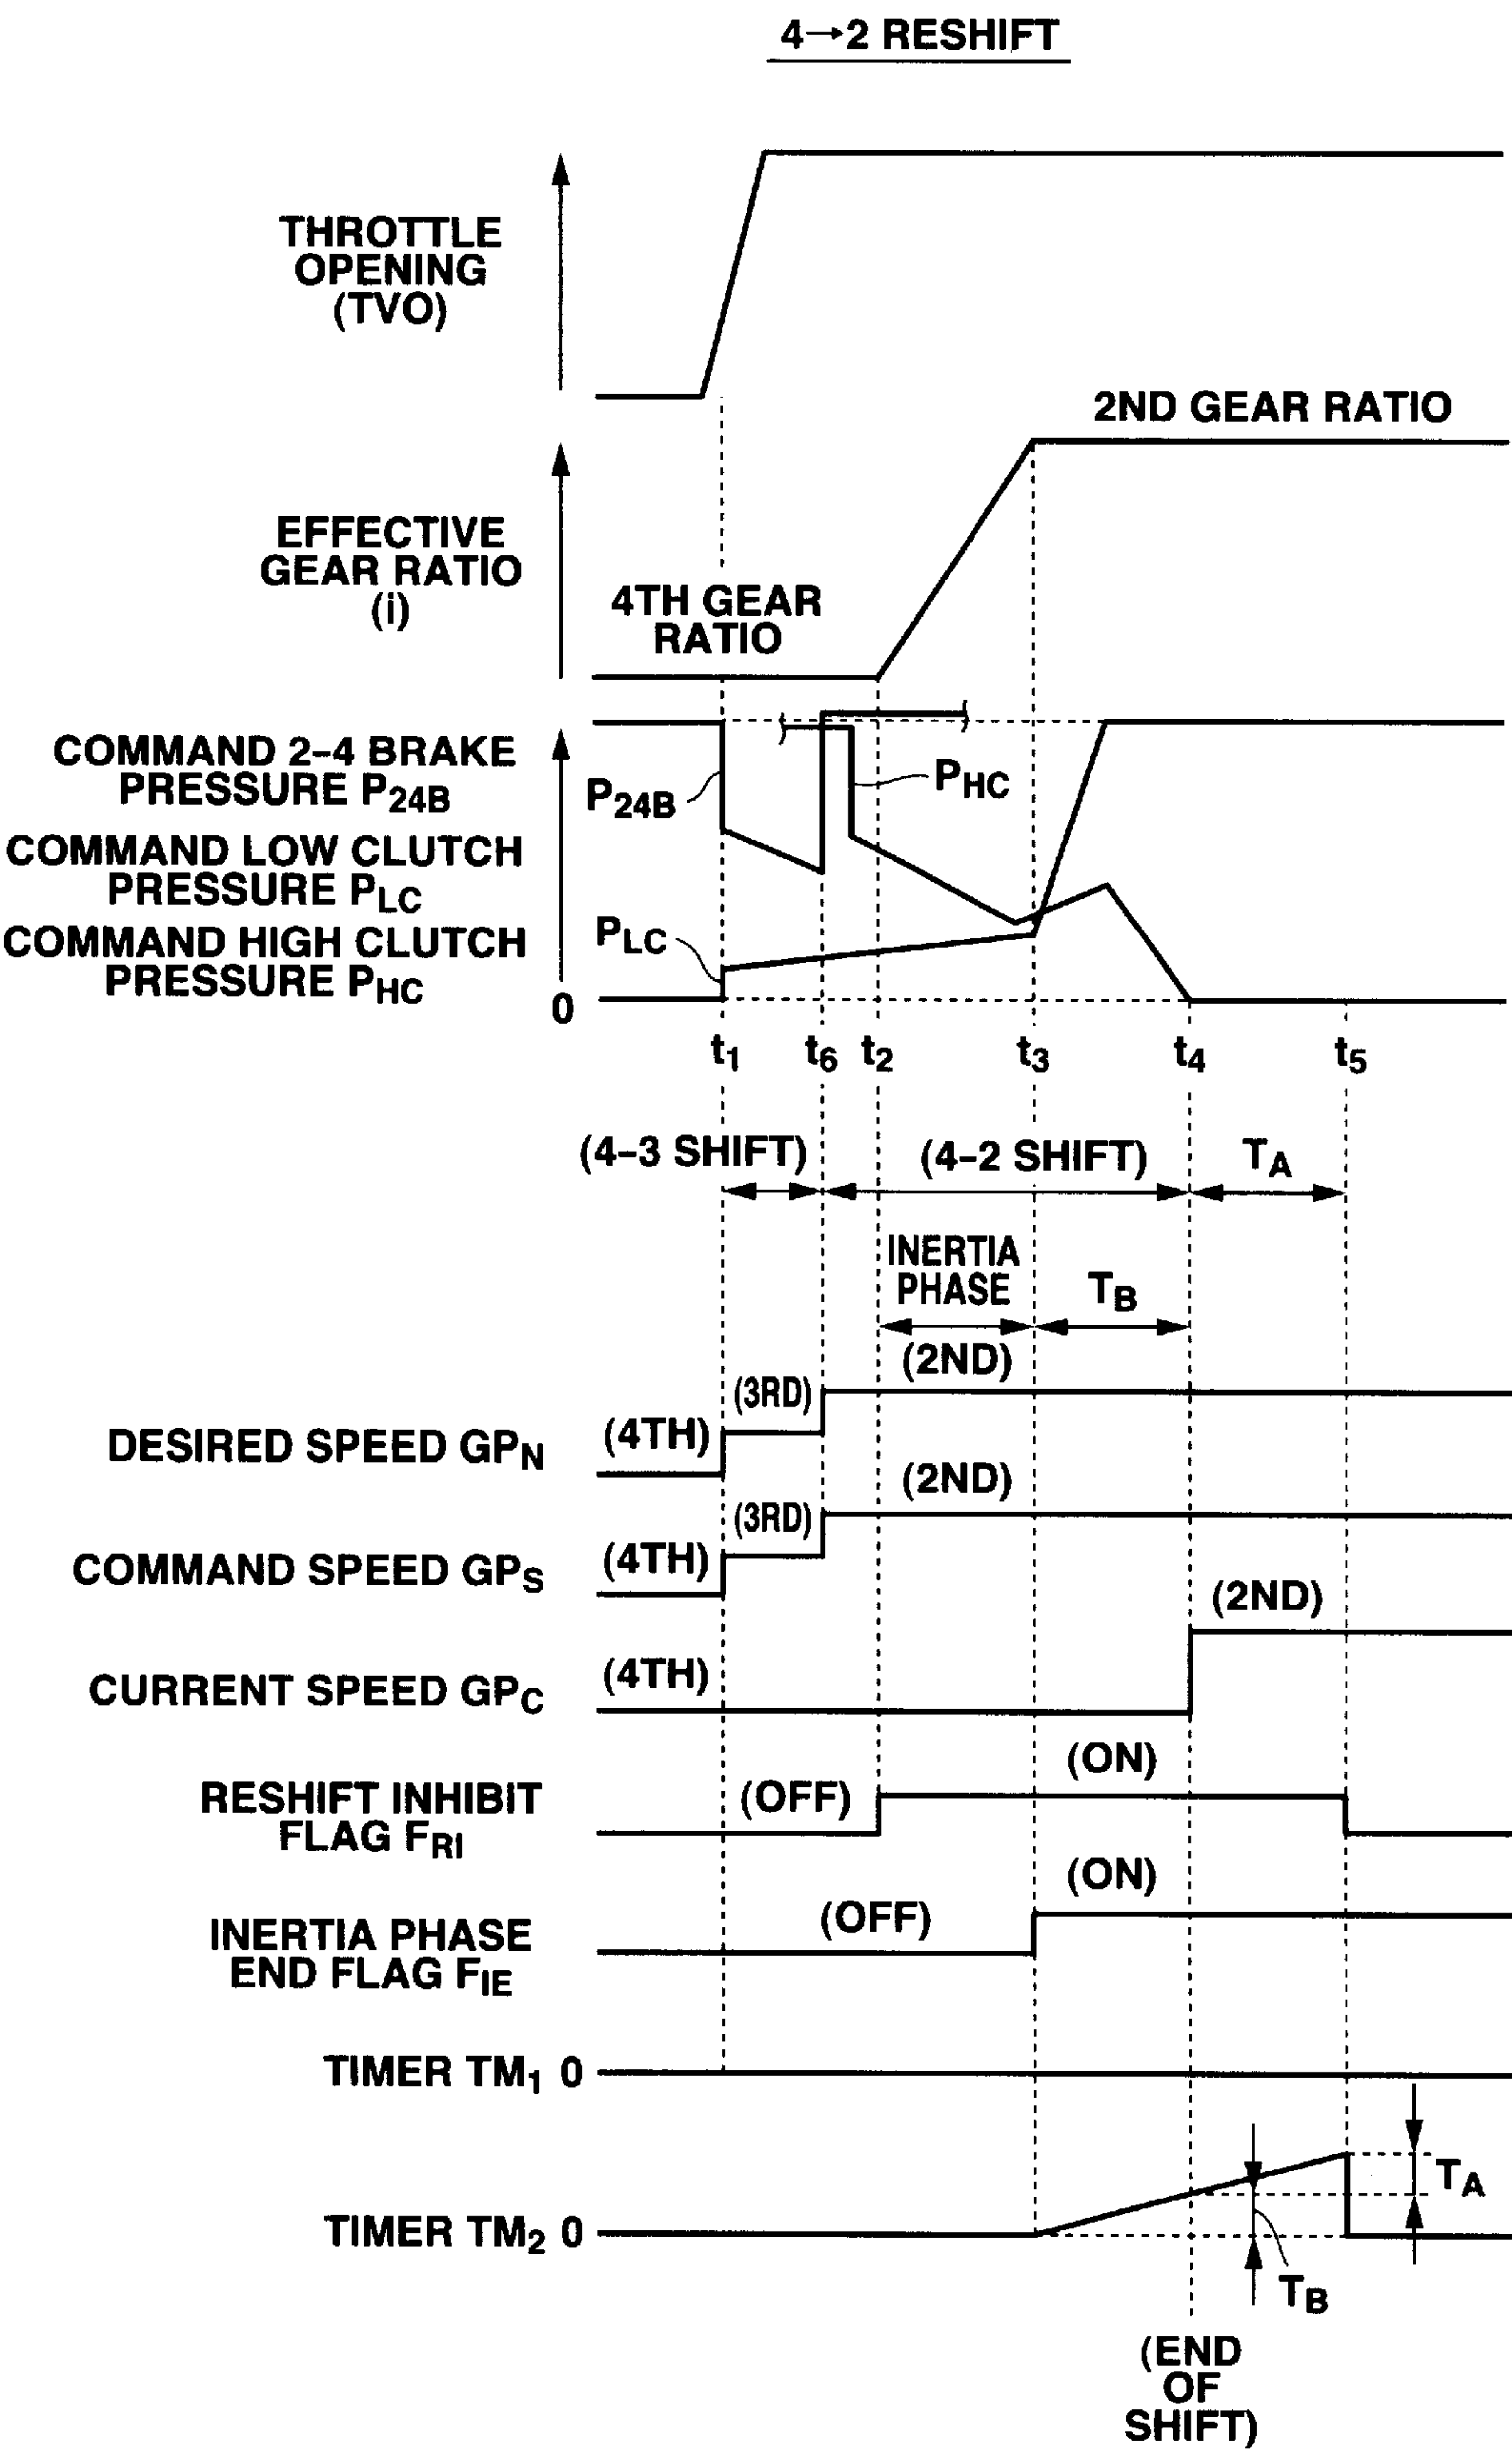 4→2 RESHIFT
THROTTLE
OPENING
(TVO)
2ND GEAR RATIO
EFFECTIVE
GEAR RATIO
(i)
4TH GEAR
RATIO
COMMAND 2-4 BRAKE
PRESSURE P24B
P24B
PHC
COMMAND LOW CLUTCH
PRESSURE PLC
COMMAND HIGH CLUTCH
PRESSURE PHC
PLC
0
t1 t6 t2 t3 t4 t5
(4-3 SHIFT) (4-2 SHIFT) TA
INERTIA
PHASE
TB
(2ND)
(3RD)
DESIRED SPEED GPN (4TH)
(2ND)
(3RD)
COMMAND SPEED GPS (4TH)
(2ND)
CURRENT SPEED GPC (4TH)
(ON)
RESHIFT INHIBIT
FLAG FRI
(OFF)
(ON)
INERTIA PHASE
END FLAG FIE
(OFF)
TIMER TM1 0
TA
TIMER TM2 0
TB
(END
OF
SHIFT)